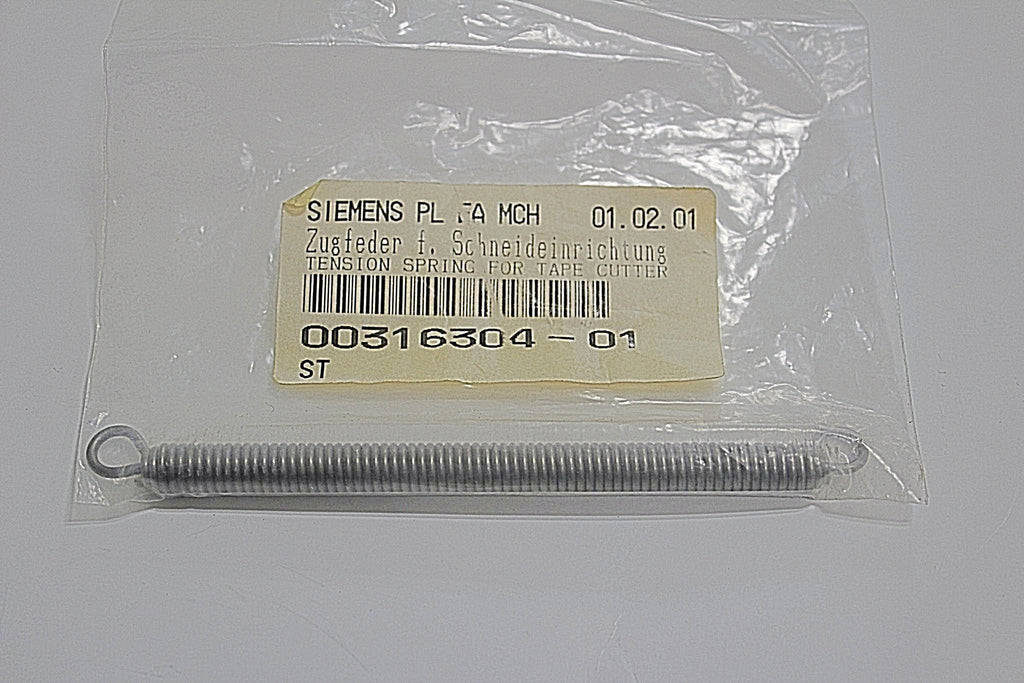 SIEMENS PL FA MCH 01.02.01
Zugfeder f. Schneideinrichtung
TENSION SPRING FOR TAPE CUTTER
00316304-01
ST